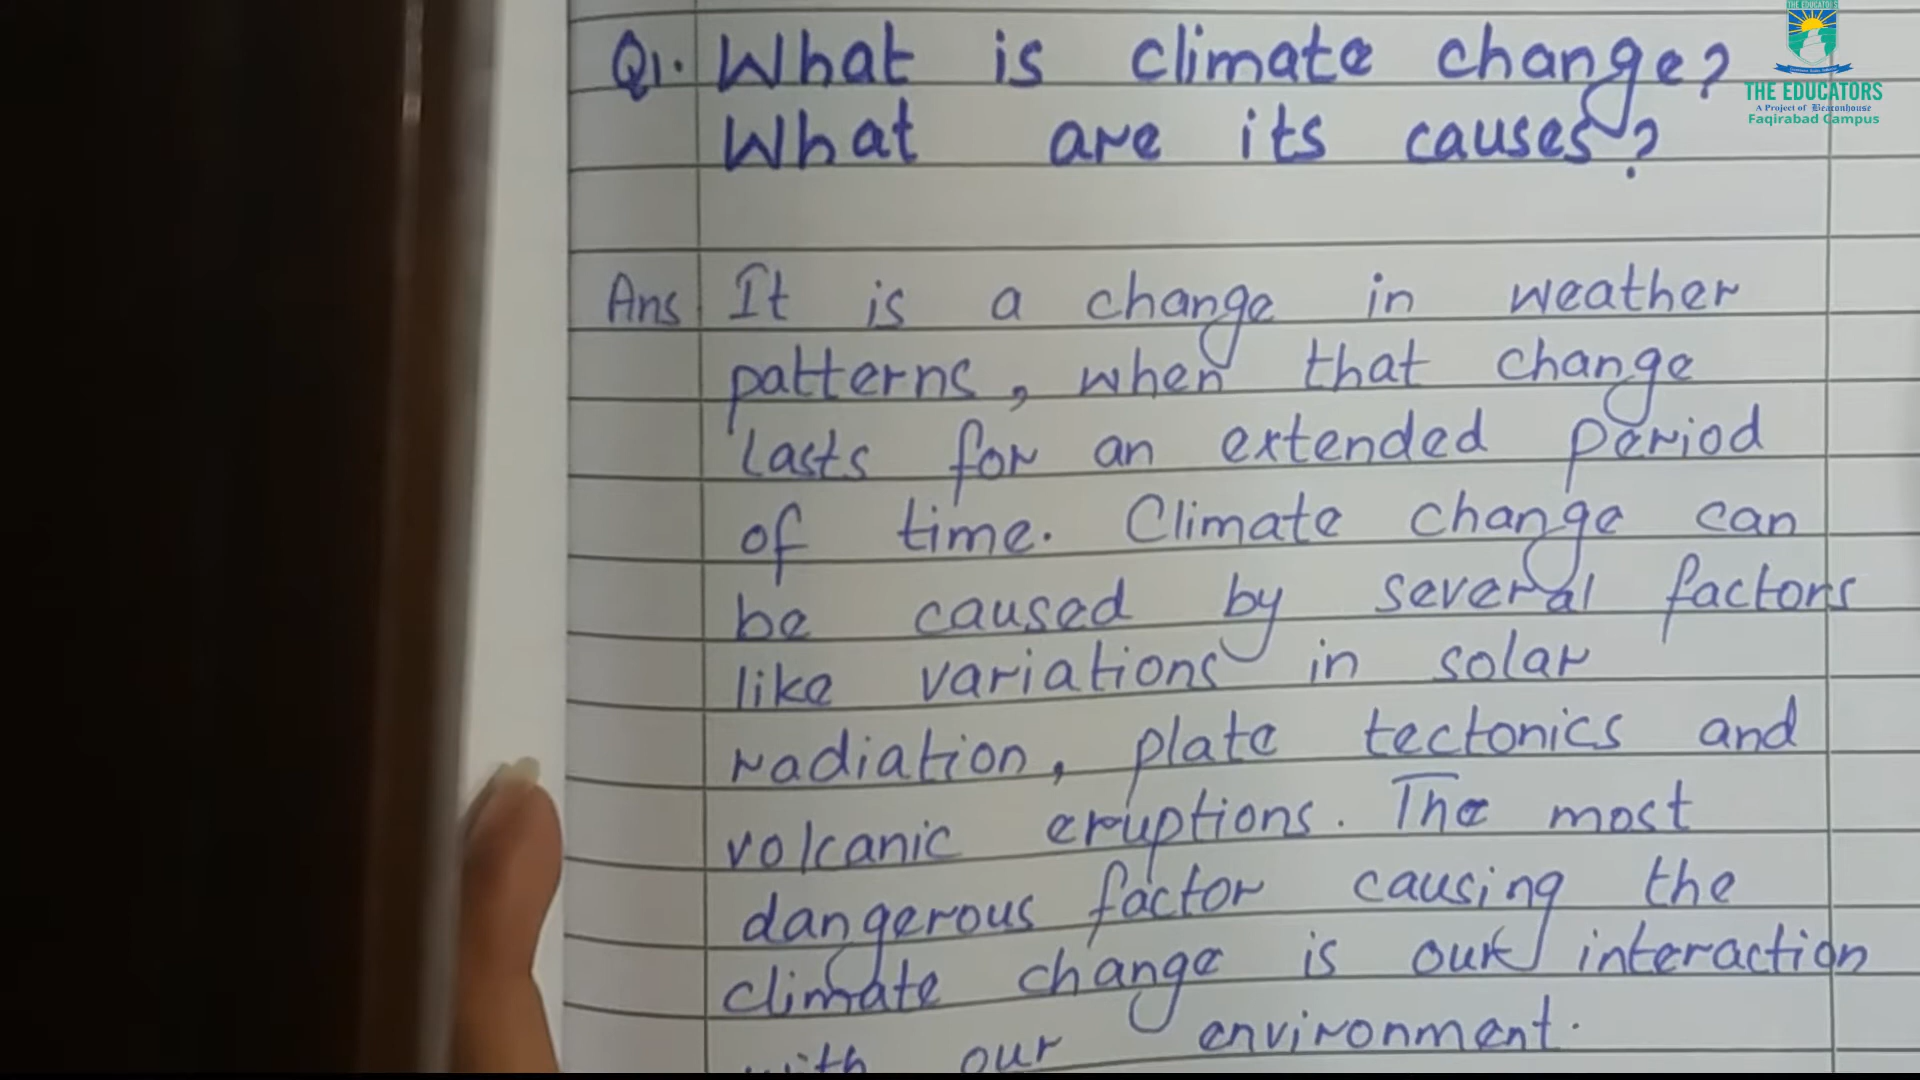 Q1. What is climate change?
What are its causes?
Ans It is a change in weather
patterns, when that change
lasts for an extended period
of time. Climate change can
be caused by several factors
like variations in solar
radiation, plate tectonics and
volcanic eruptions. The most
dangerous factor causing the
climate change is our interaction
with our environment.
THE EDUCATORS
THE EDUCATORS
A Project of Beaconhouse
Faqirabad Campus